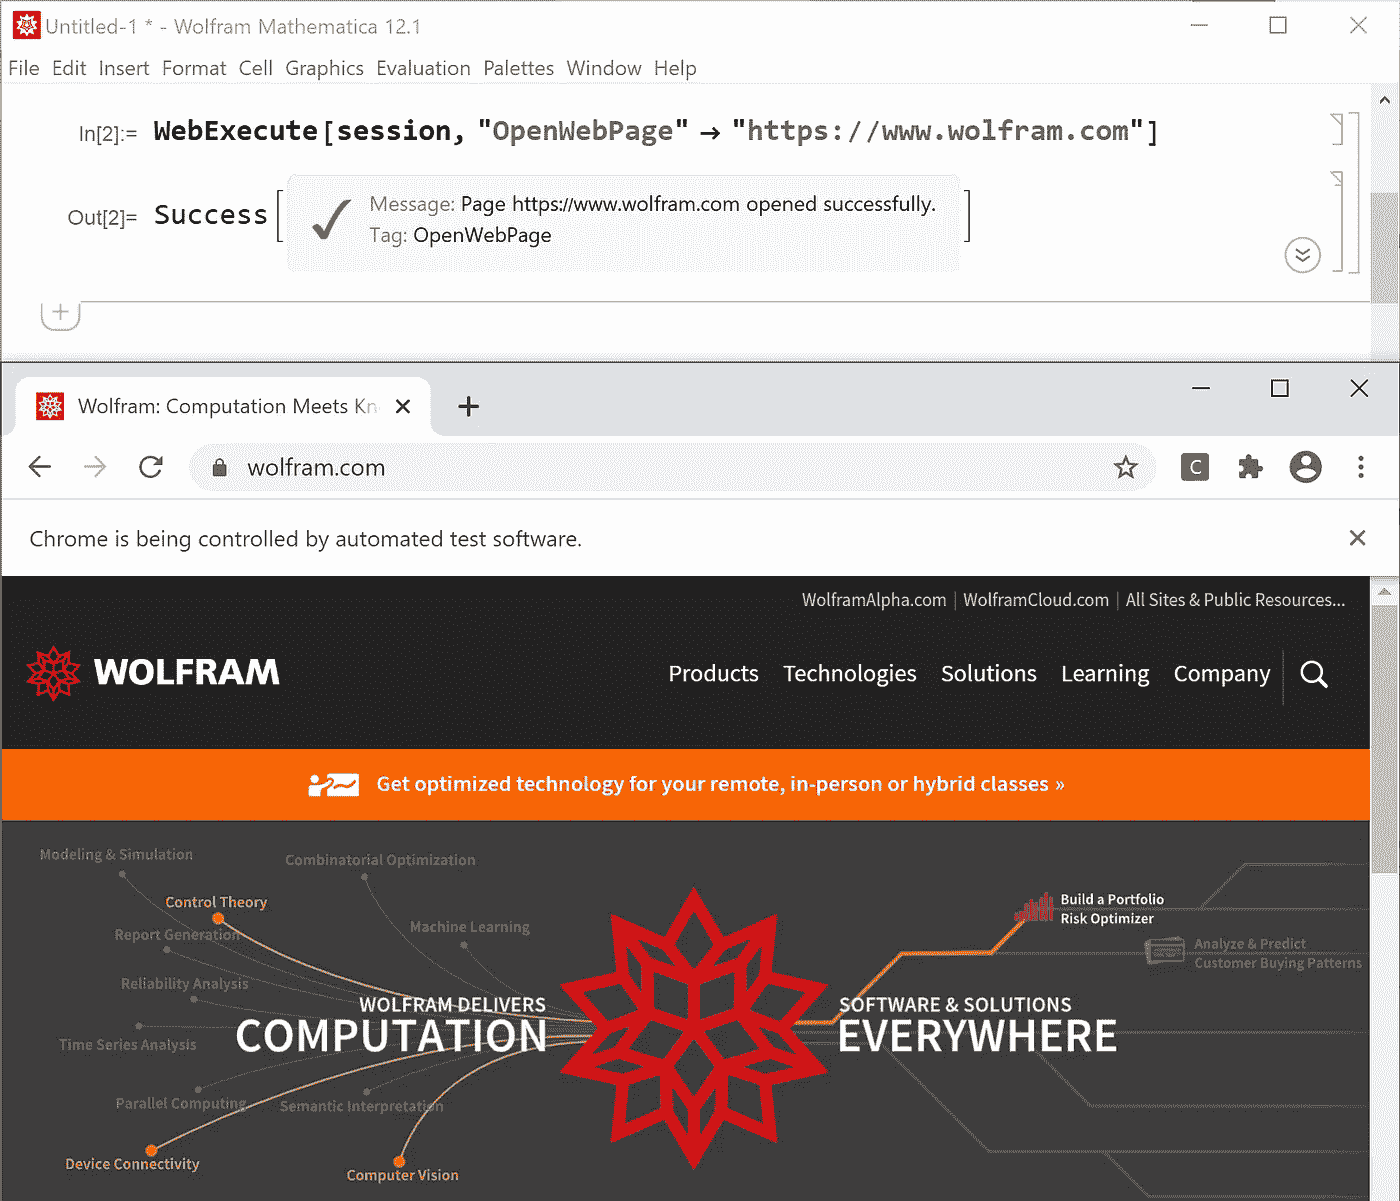 Untitled-1 * - Wolfram Mathematica 12.1
File Edit Insert Format Cell Graphics Evaluation Palettes Window Help
In[2]:= WebExecute[session, "OpenWebPage" → "https://www.wolfram.com"]
Out[2]= Success[
Message: Page https://www.wolfram.com opened successfully.
Tag: OpenWebPage
]
Wolfram: Computation Meets Kn
wolfram.com
C
Chrome is being controlled by automated test software.
WolframAlpha.com | WolframCloud.com | All Sites & Public Resources...
WOLFRAM
Products Technologies Solutions Learning Company
Get optimized technology for your remote, in-person or hybrid classes »
Modeling & Simulation
Combinatorial Optimization
Control Theory
Machine Learning
Report Generation
Reliability Analysis
Time Series Analysis
Parallel Computing
Semantic Interpretation
Device Connectivity
Computer Vision
WOLFRAM DELIVERS
COMPUTATION
SOFTWARE & SOLUTIONS
EVERYWHERE
Build a Portfolio
Risk Optimizer
Analyze & Predict
Customer Buying Patterns